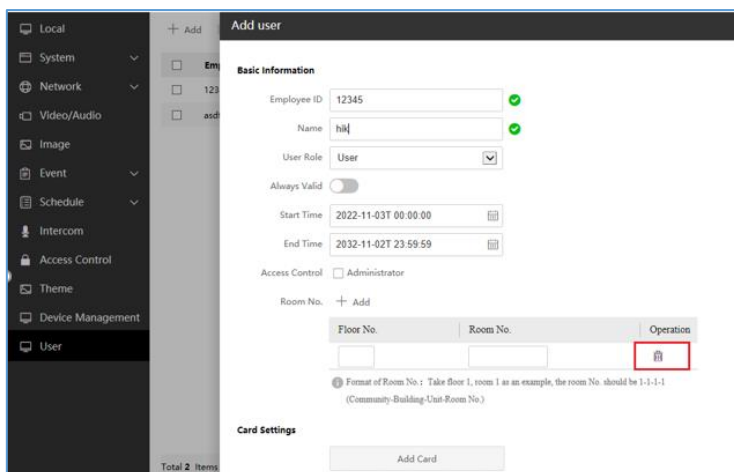 Local
System
Network
Video/Audio
Image
Event
Schedule
Intercom
Access Control
Theme
Device Management
User
Add
123
Total 2 Items
Add user
Basic Information
Employee ID 12345
Name hik
User Role User
Always Valid
Start Time 2022-11-03T 00:00:00
End Time 2032-11-02T 23:59:59
Access Control Administrator
Room No. Add
Floor No. Room No. Operation
Format of Room No.: Take floor 1, room 1 as an example, the room No. should be 1-1-1-1
(Community-Building-Unit-Room No.)
Card Settings
Add Card